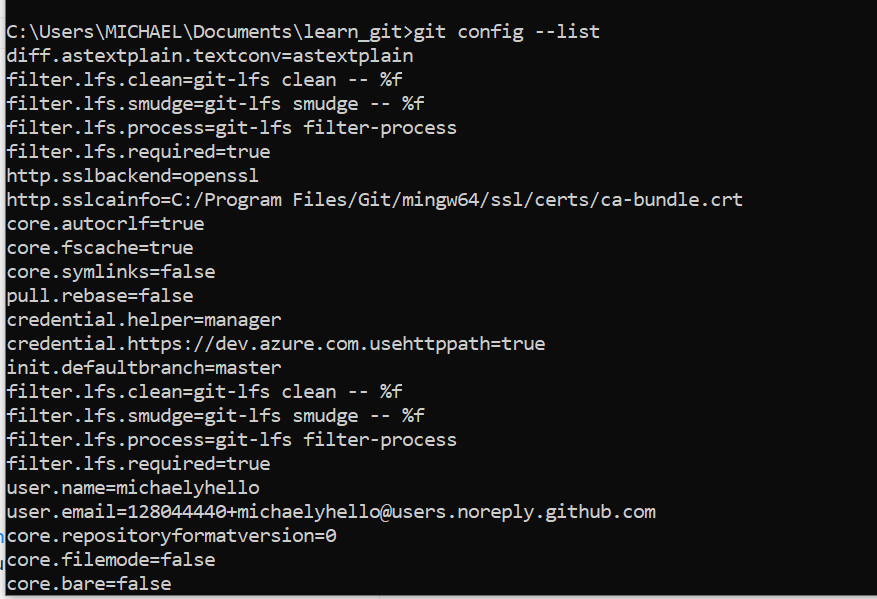 C:\Users\MICHAEL\Documents\learn_git>git config --list
diff.astextplain.textconv=astextplain
filter.lfs.clean=git-lfs clean -- %f
filter.lfs.smudge=git-lfs smudge -- %f
filter.lfs.process=git-lfs filter-process
filter.lfs.required=true
http.sslbackend=openssl
http.sslcainfo=C:/Program Files/Git/mingw64/ssl/certs/ca-bundle.crt
core.autocrlf=true
core.fscache=true
core.symlinks=false
pull.rebase=false
credential.helper=manager
credential.https://dev.azure.com.usehttppath=true
init.defaultbranch=master
filter.lfs.clean=git-lfs clean -- %f
filter.lfs.smudge=git-lfs smudge -- %f
filter.lfs.process=git-lfs filter-process
filter.lfs.required=true
user.name=michaelyhello
user.email=128044440+michaelyhello@users.noreply.github.com
core.repositoryformatversion=0
core.filemode=false
core.bare=false